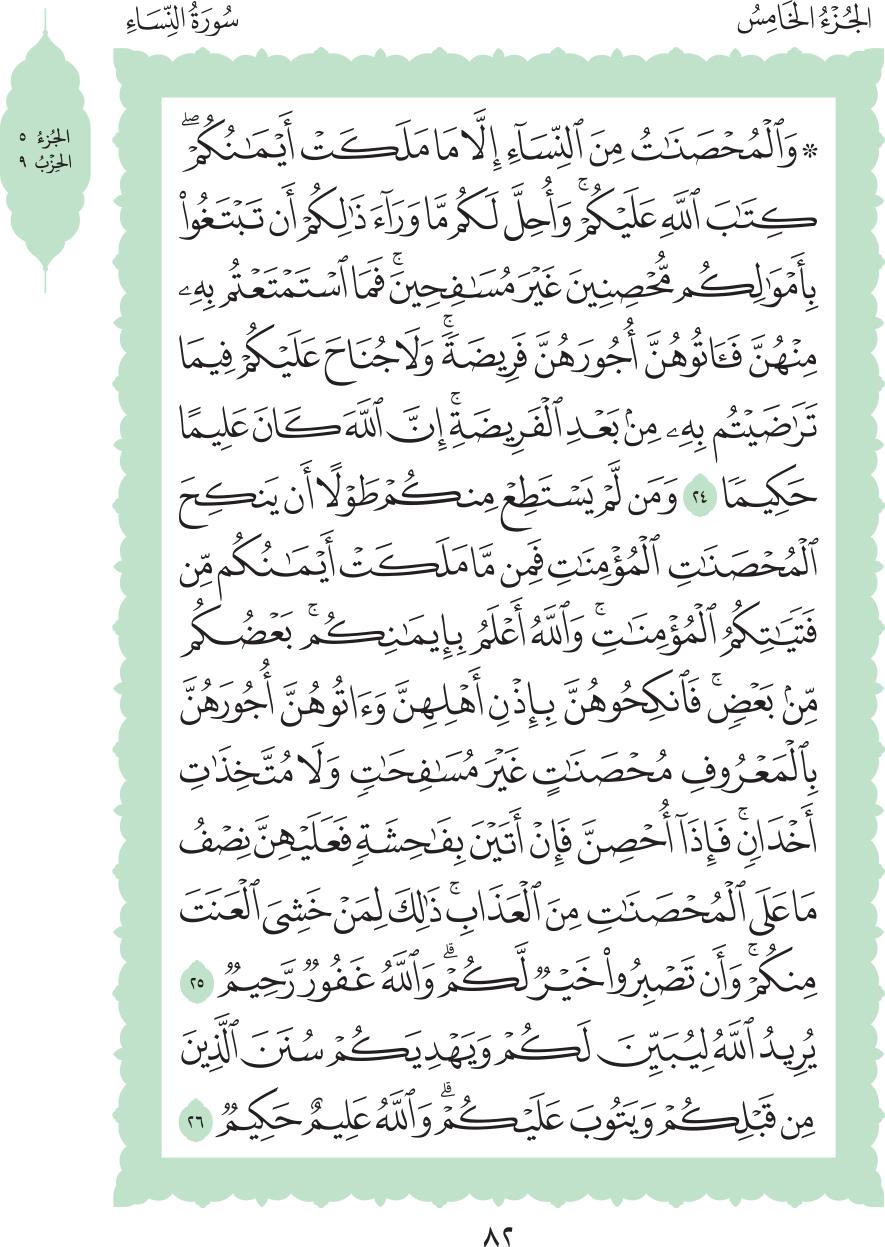 الجُزْءُ الخَامِسُ
سُورَةُ النِّسَاءِ
الجُزءُ ٥
الحِزْبُ ٩
۞ وَٱلْمُحْصَنَٰتُ مِنَ ٱلنِّسَآءِ إِلَّا مَا مَلَكَتْ أَيْمَٰنُكُمْۖ
كِتَٰبَ ٱللَّهِ عَلَيْكُمْۚ وَأُحِلَّ لَكُم مَّا وَرَآءَ ذَٰلِكُمْ أَن تَبْتَغُوا۟
بِأَمْوَٰلِكُم مُّحْصِنِينَ غَيْرَ مُسَٰفِحِينَۚ فَمَا ٱسْتَمْتَعْتُم بِهِۦ
مِنْهُنَّ فَـَٔاتُوهُنَّ أُجُورَهُنَّ فَرِيضَةًۚ وَلَا جُنَاحَ عَلَيْكُمْ فِيمَا
تَرَٰضَيْتُم بِهِۦ مِنۢ بَعْدِ ٱلْفَرِيضَةِۚ إِنَّ ٱللَّهَ كَانَ عَلِيمًا
حَكِيمًا ٢٤ وَمَن لَّمْ يَسْتَطِعْ مِنكُمْ طَوْلًا أَن يَنكِحَ
ٱلْمُحْصَنَٰتِ ٱلْمُؤْمِنَٰتِ فَمِن مَّا مَلَكَتْ أَيْمَٰنُكُم مِّن
فَتَيَٰتِكُمُ ٱلْمُؤْمِنَٰتِۚ وَٱللَّهُ أَعْلَمُ بِإِيمَٰنِكُمۚ بَعْضُكُم
مِّنۢ بَعْضٍۚ فَٱنكِحُوهُنَّ بِإِذْنِ أَهْلِهِنَّ وَءَاتُوهُنَّ أُجُورَهُنَّ
بِٱلْمَعْرُوفِ مُحْصَنَٰتٍ غَيْرَ مُسَٰفِحَٰتٍ وَلَا مُتَّخِذَٰتِ
أَخْدَانٍۚ فَإِذَآ أُحْصِنَّ فَإِنْ أَتَيْنَ بِفَٰحِشَةٍ فَعَلَيْهِنَّ نِصْفُ
مَا عَلَى ٱلْمُحْصَنَٰتِ مِنَ ٱلْعَذَابِۚ ذَٰلِكَ لِمَنْ خَشِىَ ٱلْعَنَتَ
مِنكُمْۚ وَأَن تَصْبِرُوا۟ خَيْرٌ لَّكُمْۗ وَٱللَّهُ غَفُورٌ رَّحِيمٌ ٢٥
يُرِيدُ ٱللَّهُ لِيُبَيِّنَ لَكُمْ وَيَهْدِيَكُمْ سُنَنَ ٱلَّذِينَ
مِن قَبْلِكُمْ وَيَتُوبَ عَلَيْكُمْۗ وَٱللَّهُ عَلِيمٌ حَكِيمٌ ٢٦
٨٢